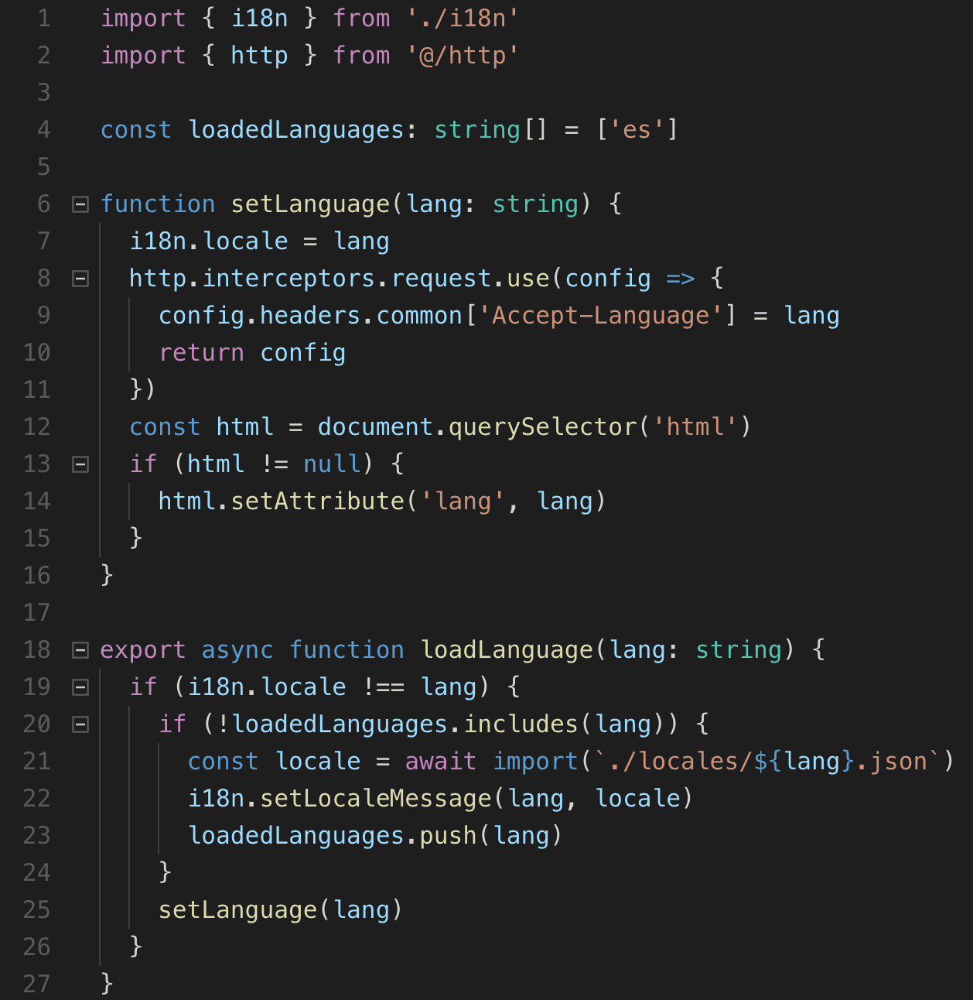 1 import { i18n } from './i18n'
2 import { http } from '@/http'
3
4 const loadedLanguages: string[] = ['es']
5
6 function setLanguage(lang: string) {
7   i18n.locale = lang
8   http.interceptors.request.use(config => {
9     config.headers.common['Accept-Language'] = lang
10     return config
11   })
12   const html = document.querySelector('html')
13   if (html != null) {
14     html.setAttribute('lang', lang)
15   }
16 }
17
18 export async function loadLanguage(lang: string) {
19   if (i18n.locale !== lang) {
20     if (!loadedLanguages.includes(lang)) {
21       const locale = await import(`./locales/${lang}.json`)
22       i18n.setLocaleMessage(lang, locale)
23       loadedLanguages.push(lang)
24     }
25     setLanguage(lang)
26   }
27 }